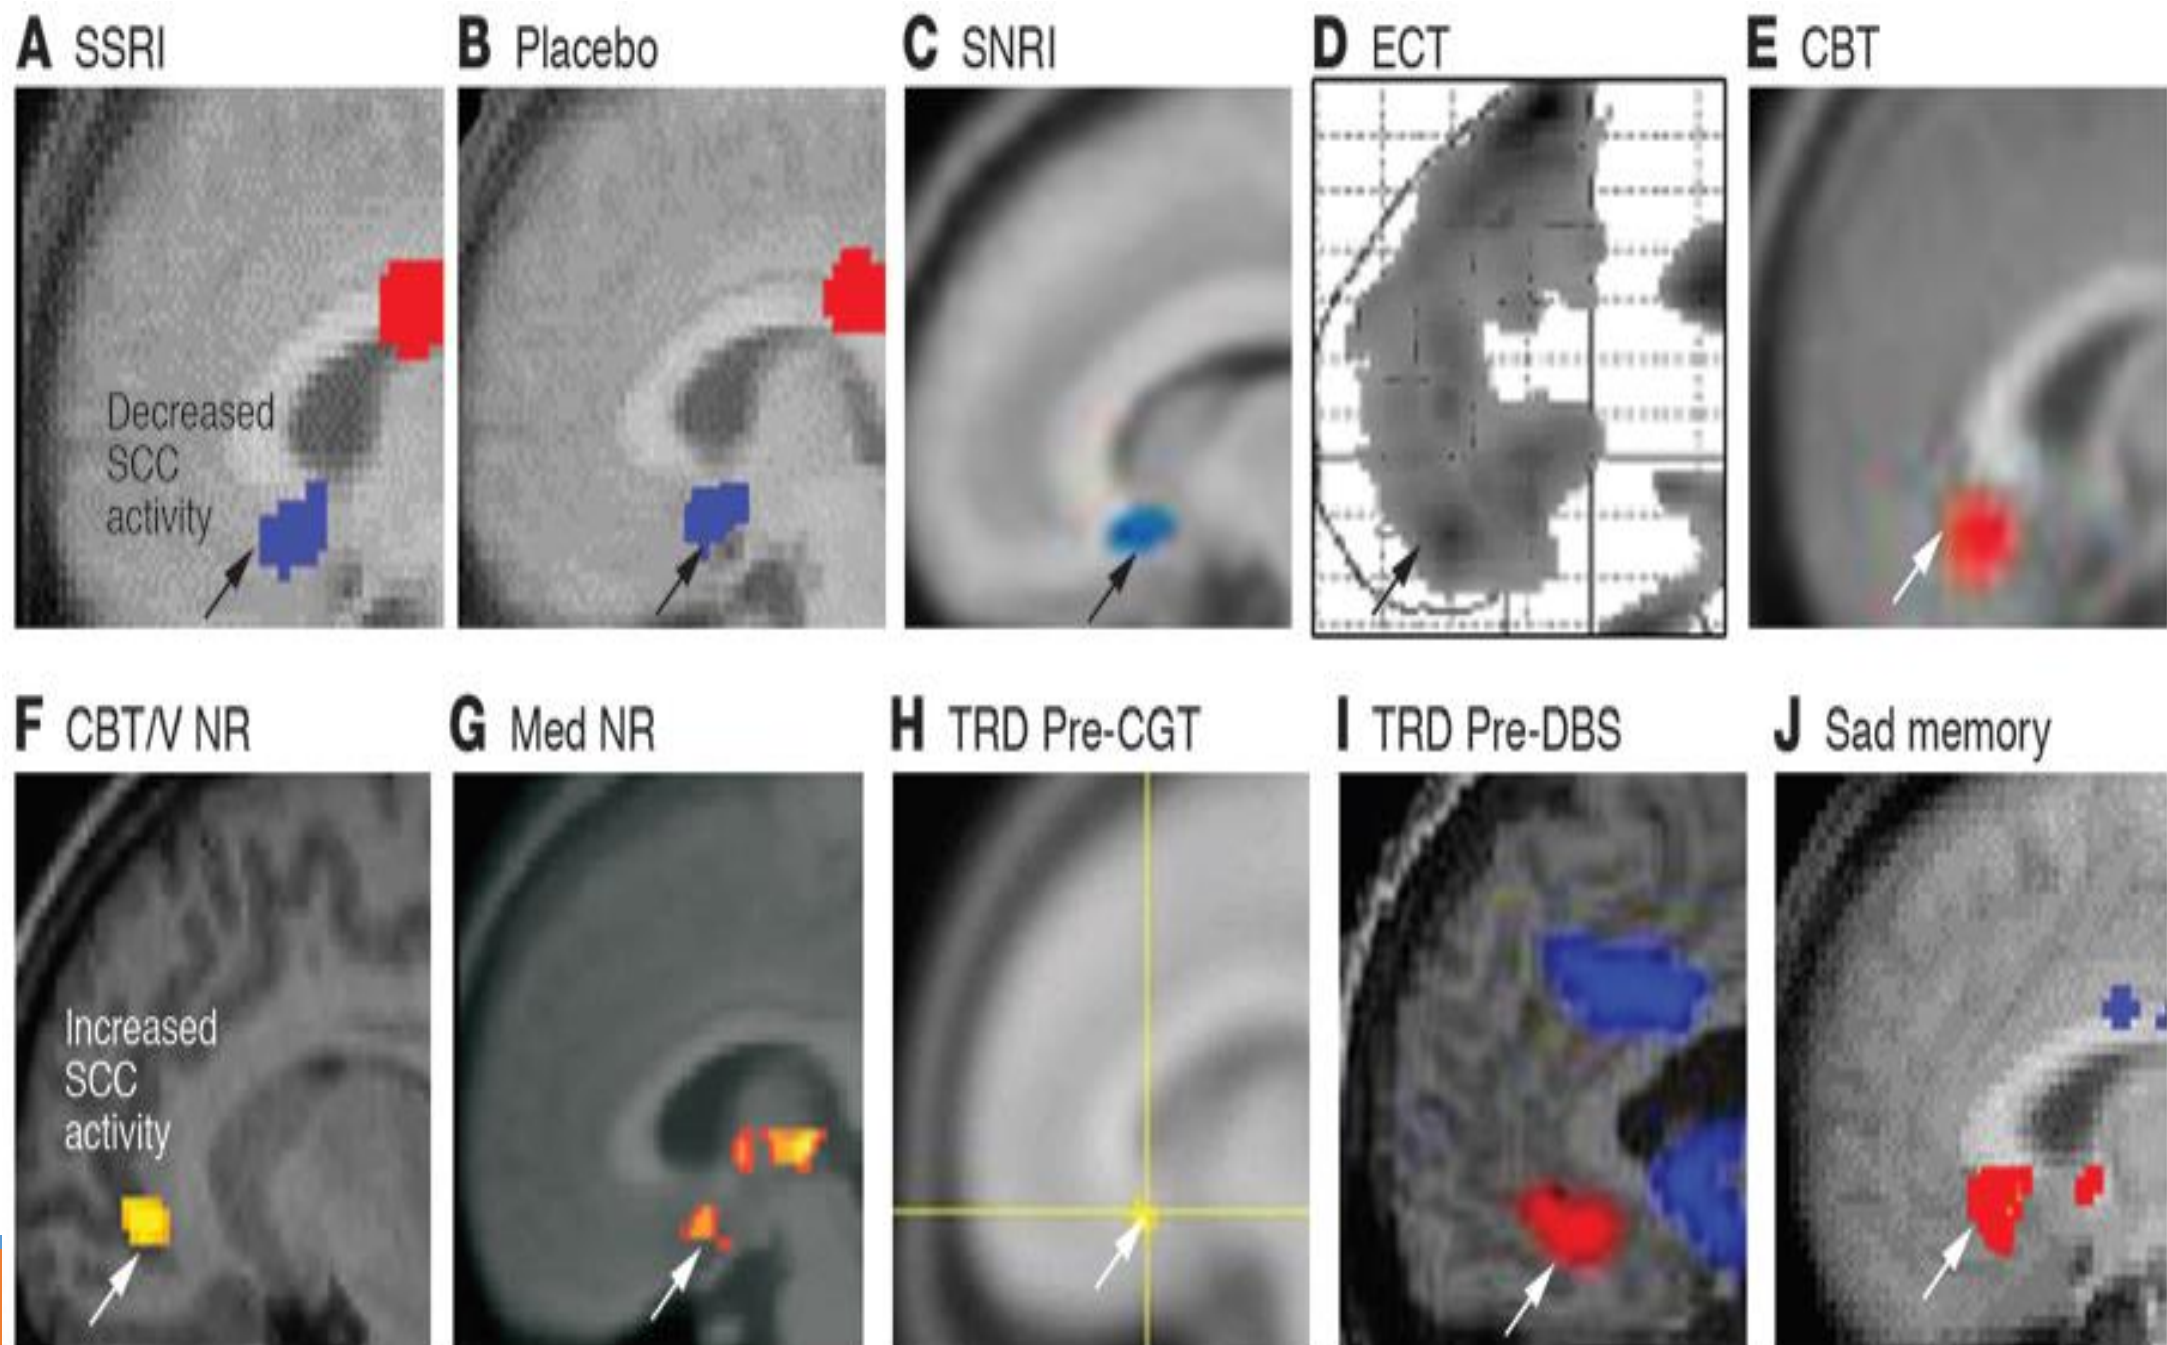 A SSRI
B Placebo
C SNRI
D ECT
E CBT
Decreased
SCC
activity
F CBT/V NR
G Med NR
H TRD Pre-CGT
I TRD Pre-DBS
J Sad memory
Increased
SCC
activity